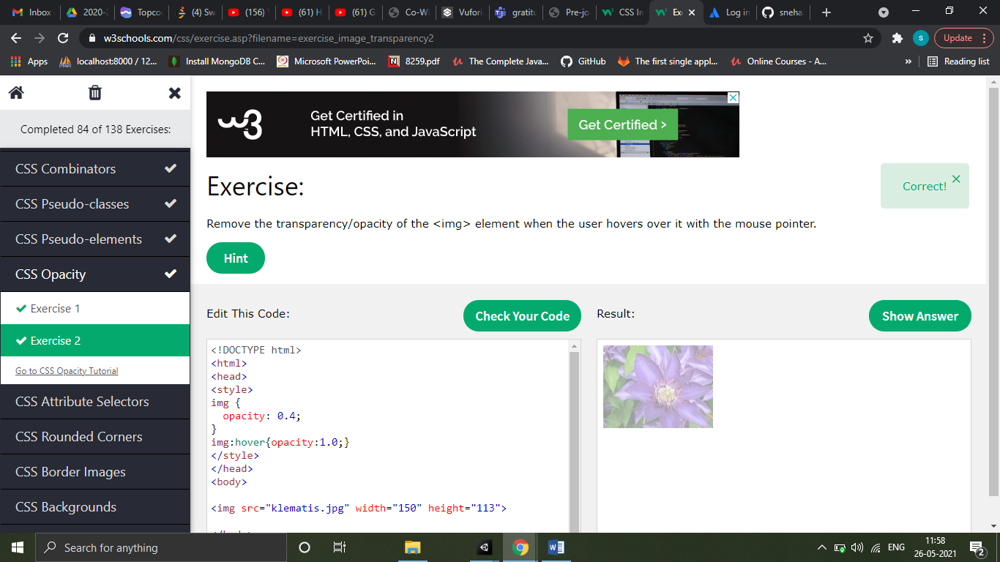 Inbox
2020-
Topco
(4) Sw
(156)
(61) H
(61) G
Co-W
Vufori
gratitu
Pre-jo
CSS In
Exe
Log in
sneha
Update
s
w3schools.com/css/exercise.asp?filename=exercise_image_transparency2
Apps
localhost:8000 / 12...
Install MongoDB C...
Microsoft PowerPoi...
8259.pdf
The Complete Java...
GitHub
The first single appl...
Online Courses - A...
»
Reading list
Completed 84 of 138 Exercises:
CSS Combinators
CSS Pseudo-classes
CSS Pseudo-elements
CSS Opacity
Exercise 1
Exercise 2
Go to CSS Opacity Tutorial
CSS Attribute Selectors
CSS Rounded Corners
CSS Border Images
CSS Backgrounds
w3
Get Certified in
HTML, CSS, and JavaScript
Get Certified >
Exercise:
Correct!
Remove the transparency/opacity of the <img> element when the user hovers over it with the mouse pointer.
Hint
Edit This Code:
Check Your Code
Result:
Show Answer
<!DOCTYPE html>
<html>
<head>
<style>
img {
  opacity: 0.4;
}
img:hover{opacity:1.0;}
</style>
</head>
<body>
<img src="klematis.jpg" width="150" height="113">
Search for anything
ENG
11:58
26-05-2021
2